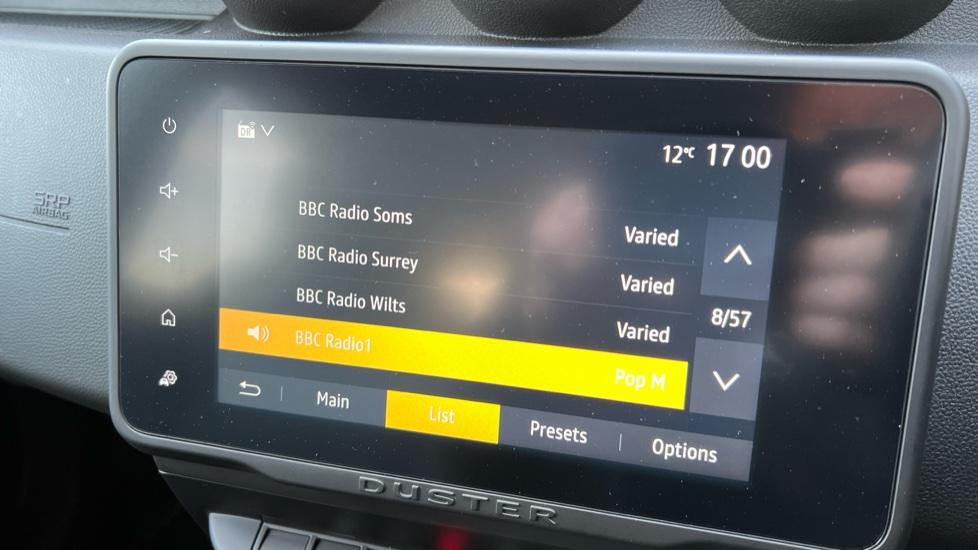 SRP
AIRBAG
DR
12°C 17 00
BBC Radio Soms Varied
BBC Radio Surrey Varied
BBC Radio Wilts Varied
8/57
BBC Radio1 Pop M
Main List Presets Options
DUSTER